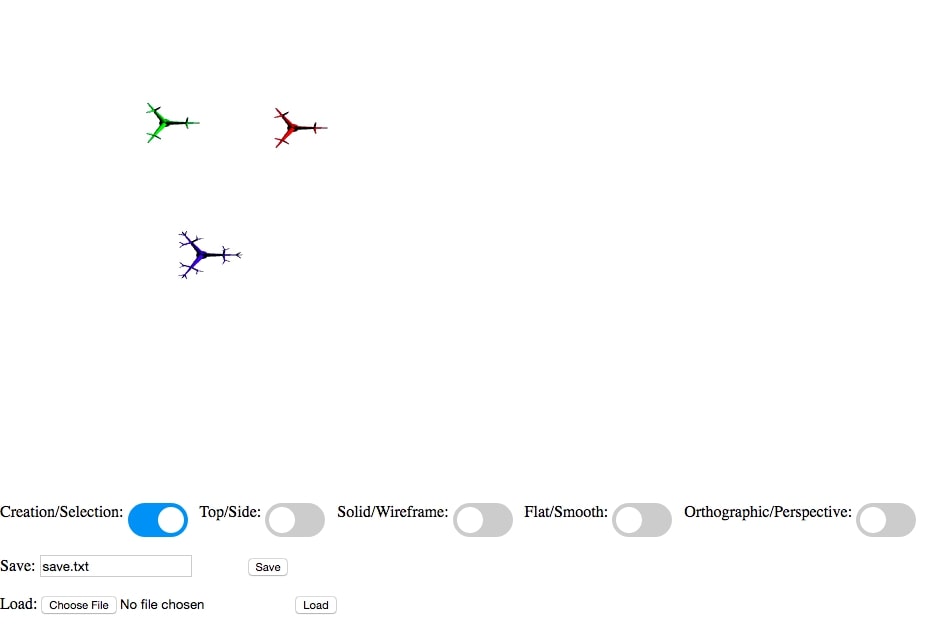 Creation/Selection: Top/Side: Solid/Wireframe: Flat/Smooth: Orthographic/Perspective:
Save: save.txt Save
Load: Choose File No file chosen Load